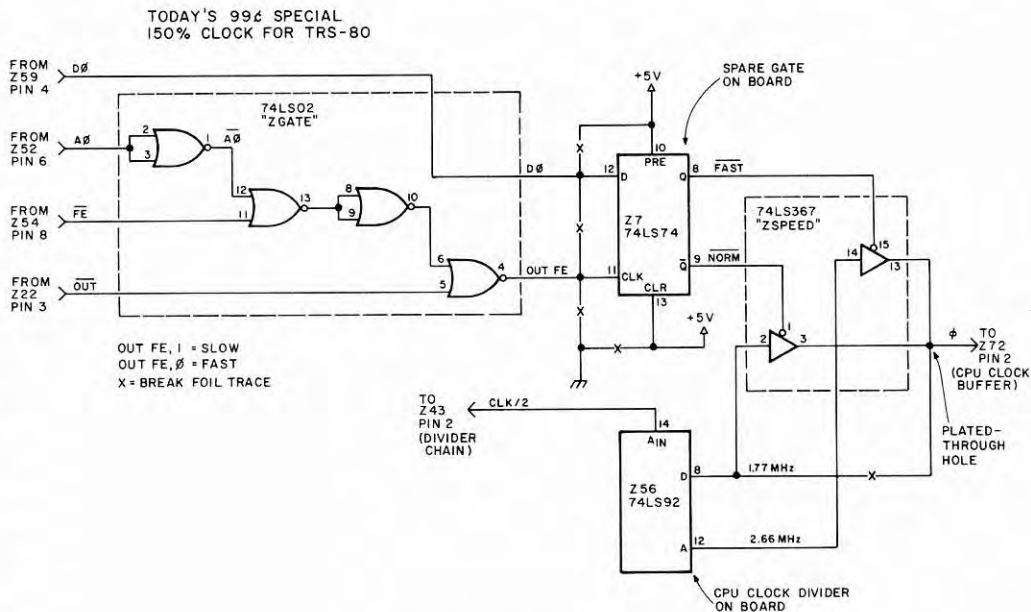 TODAY'S 99¢ SPECIAL
150% CLOCK FOR TRS-80
FROM
Z59
PIN 4
DØ
74LS02
"ZGATE"
FROM
Z52
PIN 6
AØ
2
3
1
A̅Ø̅
FROM
Z54
PIN 8
F̅E̅
12
11
13
8
9
10
FROM
Z22
PIN 3
O̅U̅T̅
6
5
4
OUT FE
OUT FE, 1 = SLOW
OUT FE, Ø = FAST
X = BREAK FOIL TRACE
+5V
SPARE GATE
ON BOARD
X
10
PRE
DØ
12
D
Q
8
F̅A̅S̅T̅
X
Z7
74LS74
X
Q̅
9
N̅O̅R̅M̅
11
CLK
CLR
13
X
X
+5V
X
74LS367
"ZSPEED"
14
15
13
1
2
3
Φ
TO
Z72
PIN 2
(CPU CLOCK
BUFFER)
PLATED-
THROUGH
HOLE
TO
Z43
PIN 2
(DIVIDER
CHAIN)
CLK/2
14
AIN
Z56
74LS92
D
8
1.77 MHz
X
A
12
2.66 MHz
CPU CLOCK DIVIDER
ON BOARD